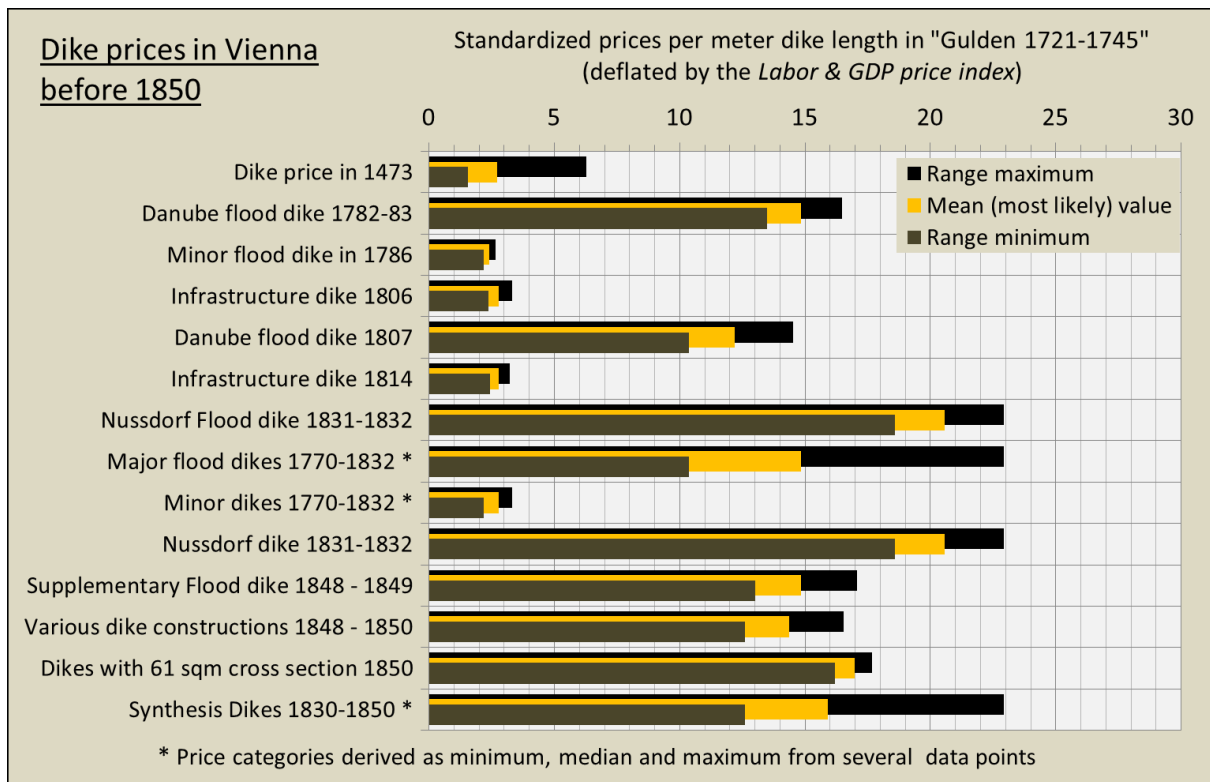 Dike prices in Vienna
before 1850
Standardized prices per meter dike length in "Gulden 1721-1745"
(deflated by the Labor & GDP price index)
0 5 10 15 20 25 30
Range maximum
Mean (most likely) value
Range minimum
Dike price in 1473
Danube flood dike 1782-83
Minor flood dike in 1786
Infrastructure dike 1806
Danube flood dike 1807
Infrastructure dike 1814
Nussdorf Flood dike 1831-1832
Major flood dikes 1770-1832 *
Minor dikes 1770-1832 *
Nussdorf dike 1831-1832
Supplementary Flood dike 1848 - 1849
Various dike constructions 1848 - 1850
Dikes with 61 sqm cross section 1850
Synthesis Dikes 1830-1850 *
* Price categories derived as minimum, median and maximum from several data points